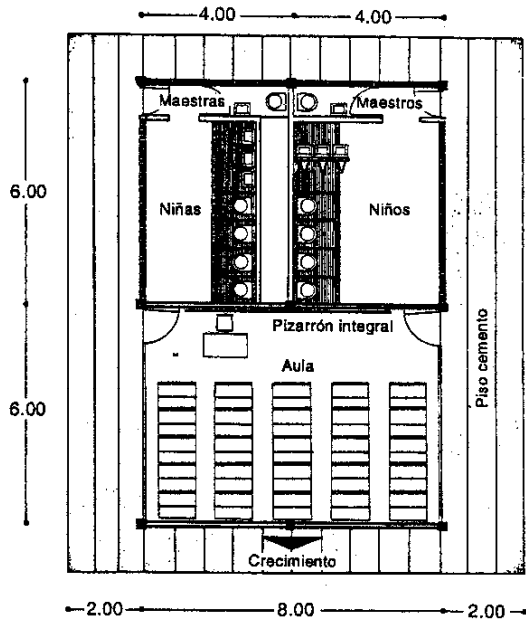 4.00 4.00
Maestras Maestros
6.00
Niñas Niños
Pizarrón integral
Aula
Piso cemento
6.00
Crecimiento
2.00 8.00 2.00